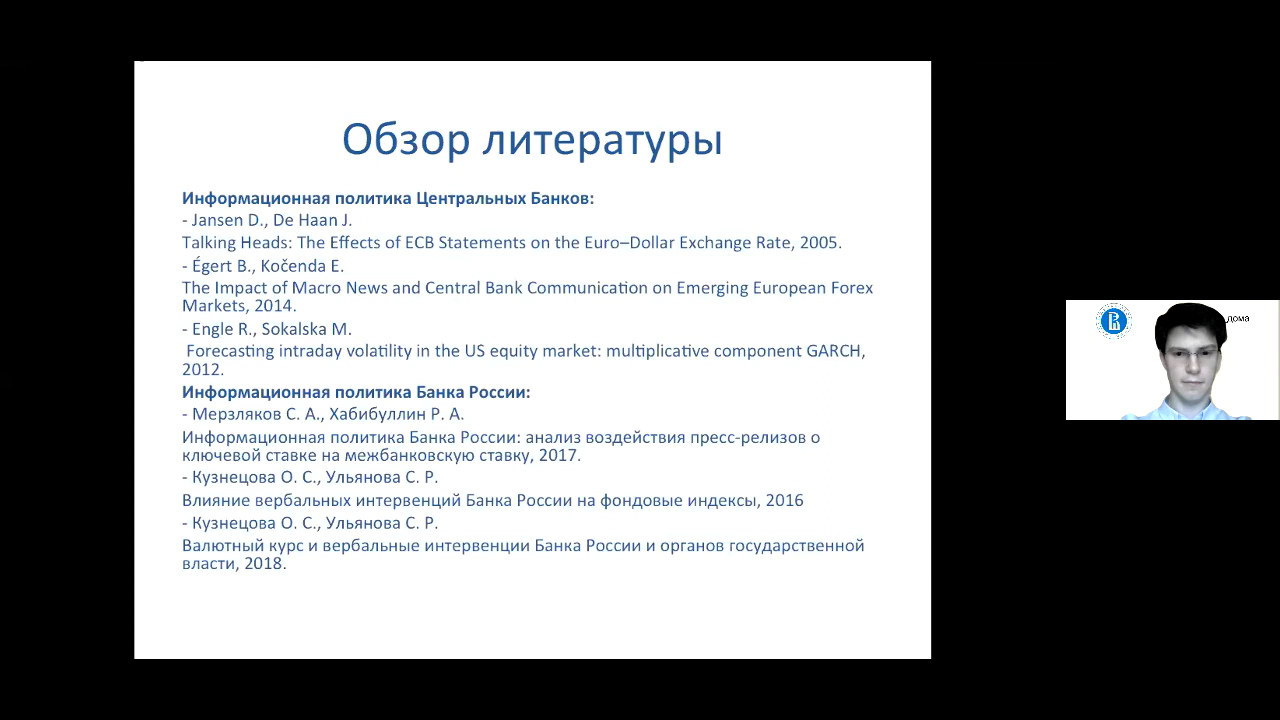 Обзор литературы
Информационная политика Центральных Банков:
- Jansen D., De Haan J.
Talking Heads: The Effects of ECB Statements on the Euro–Dollar Exchange Rate, 2005.
- Égert B., Kočenda E.
The Impact of Macro News and Central Bank Communication on Emerging European Forex
Markets, 2014.
- Engle R., Sokalska M.
Forecasting intraday volatility in the US equity market: multiplicative component GARCH,
2012.
Информационная политика Банка России:
- Мерзляков С. А., Хабибуллин Р. А.
Информационная политика Банка России: анализ воздействия пресс-релизов о
ключевой ставке на межбанковскую ставку, 2017.
- Кузнецова О. С., Ульянова С. Р.
Влияние вербальных интервенций Банка России на фондовые индексы, 2016
- Кузнецова О. С., Ульянова С. Р.
Валютный курс и вербальные интервенции Банка России и органов государственной
власти, 2018.
дома